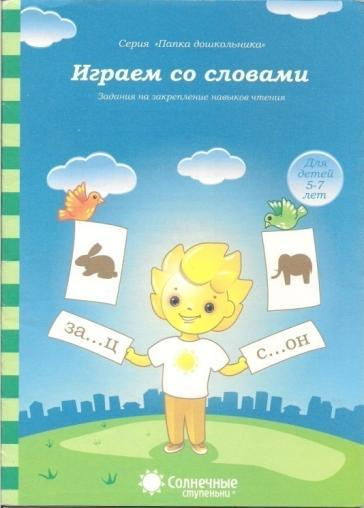 Серия «Папка дошкольника»
Играем со словами
Задания на закрепление навыков чтения
Для
детей
5-7
лет
за...ц
с...он
Солнечные
ступеньки